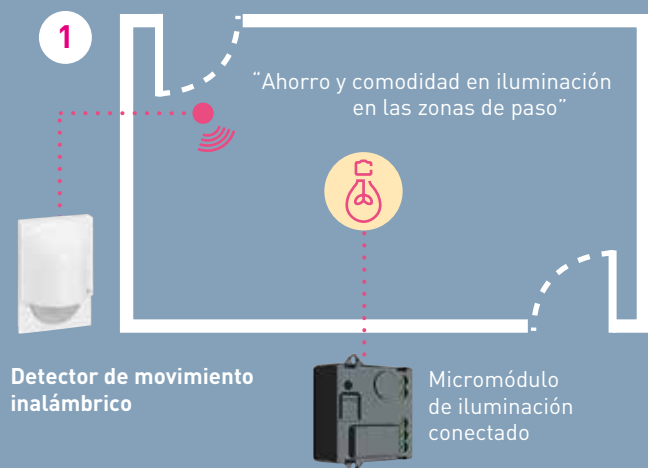 1
“Ahorro y comodidad en iluminación
en las zonas de paso”
Detector de movimiento
inalámbrico
Micromódulo
de iluminación
conectado